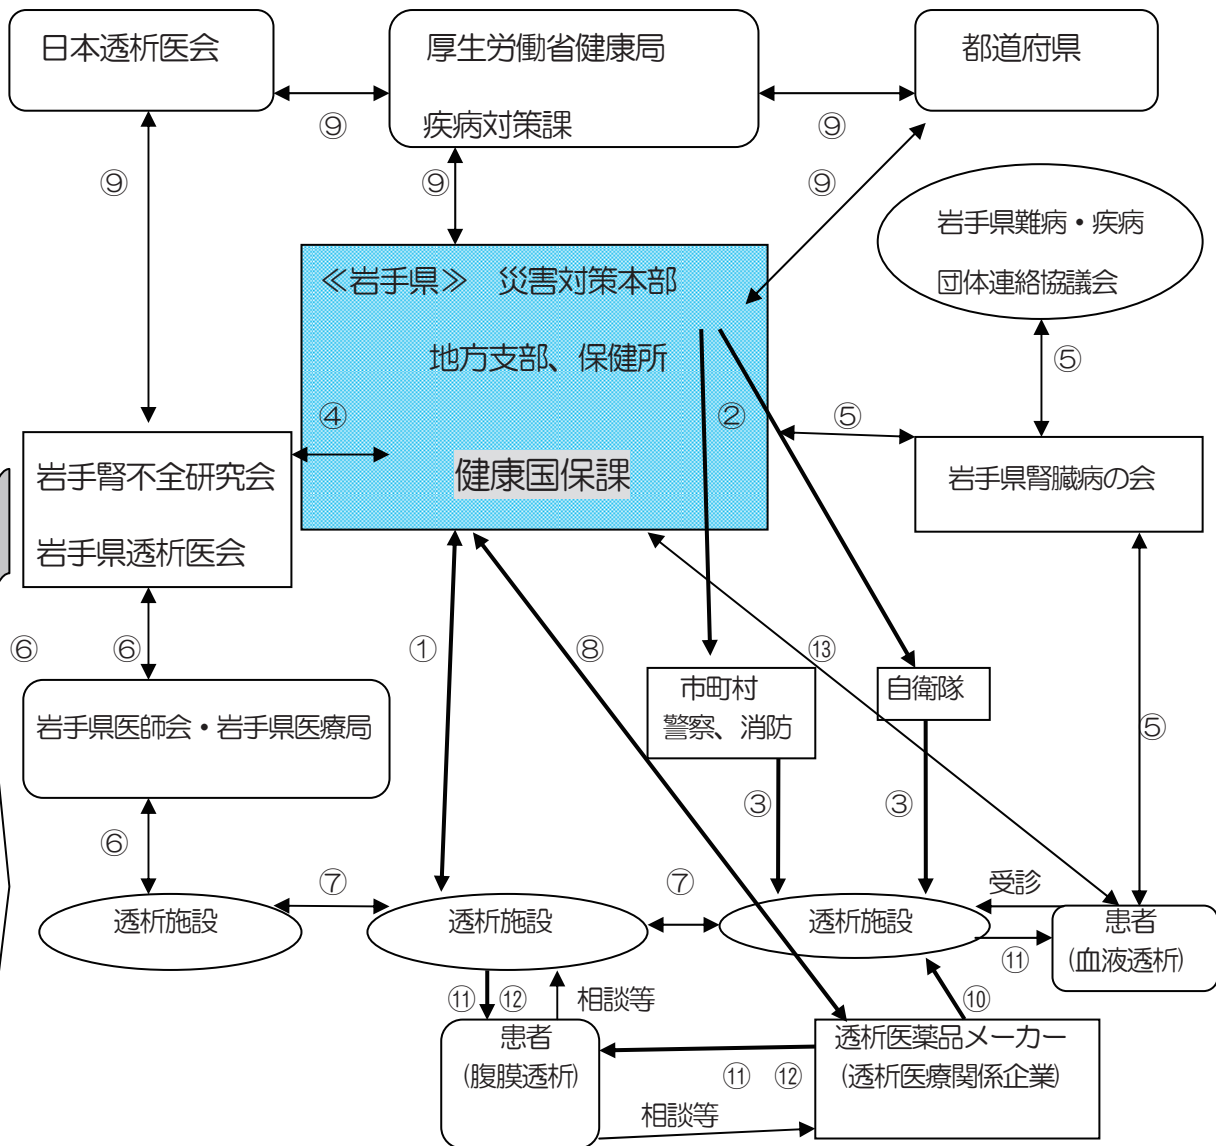 日本透析医会
厚生労働省健康局
疾病対策課
都道府県
⑨
⑨
⑨
⑨
⑨
岩手県難病・疾病
団体連絡協議会
≪岩手県≫ 災害対策本部
地方支部、保健所
健康国保課
⑤
②
④
⑤
岩手腎不全研究会
岩手県透析医会
岩手県腎臓病の会
⑥
⑥
①
⑧
⑬
市町村
警察、消防
自衛隊
岩手県医師会・岩手県医療局
⑤
③
③
⑥
⑦
⑦
受診
透析施設
透析施設
透析施設
患者
(血液透析)
⑪
⑪ ⑫
相談等
⑩
患者
(腹膜透析)
透析医薬品メーカー
(透析医療関係企業)
⑪ ⑫
相談等